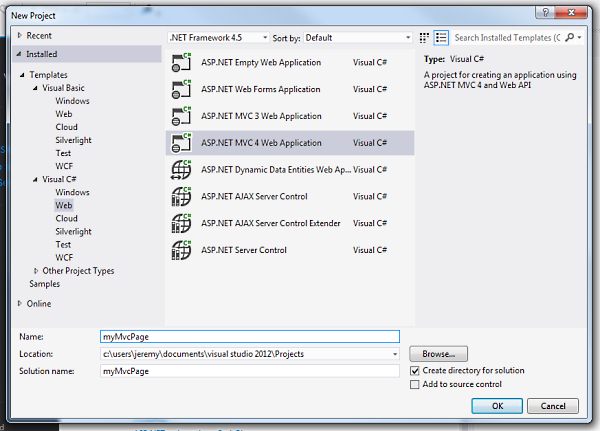 New Project
Recent
.NET Framework 4.5 Sort by: Default Search Installed Templates (C
Installed
Templates
Visual Basic
Windows
Web
Cloud
Silverlight
Test
WCF
Visual C#
Windows
Web
Cloud
Silverlight
Test
WCF
Other Project Types
Samples
Online
ASP.NET Empty Web Application Visual C#
ASP.NET Web Forms Application Visual C#
ASP.NET MVC 3 Web Application Visual C#
ASP.NET MVC 4 Web Application Visual C#
ASP.NET Dynamic Data Entities Web Ap... Visual C#
ASP.NET AJAX Server Control Visual C#
ASP.NET AJAX Server Control Extender Visual C#
ASP.NET Server Control Visual C#
Type: Visual C#
A project for creating an application using
ASP.NET MVC 4 and Web API
Name: myMvcPage
Location: c:\users\jeremy\documents\visual studio 2012\Projects Browse...
Solution name: myMvcPage
Create directory for solution
Add to source control
OK Cancel